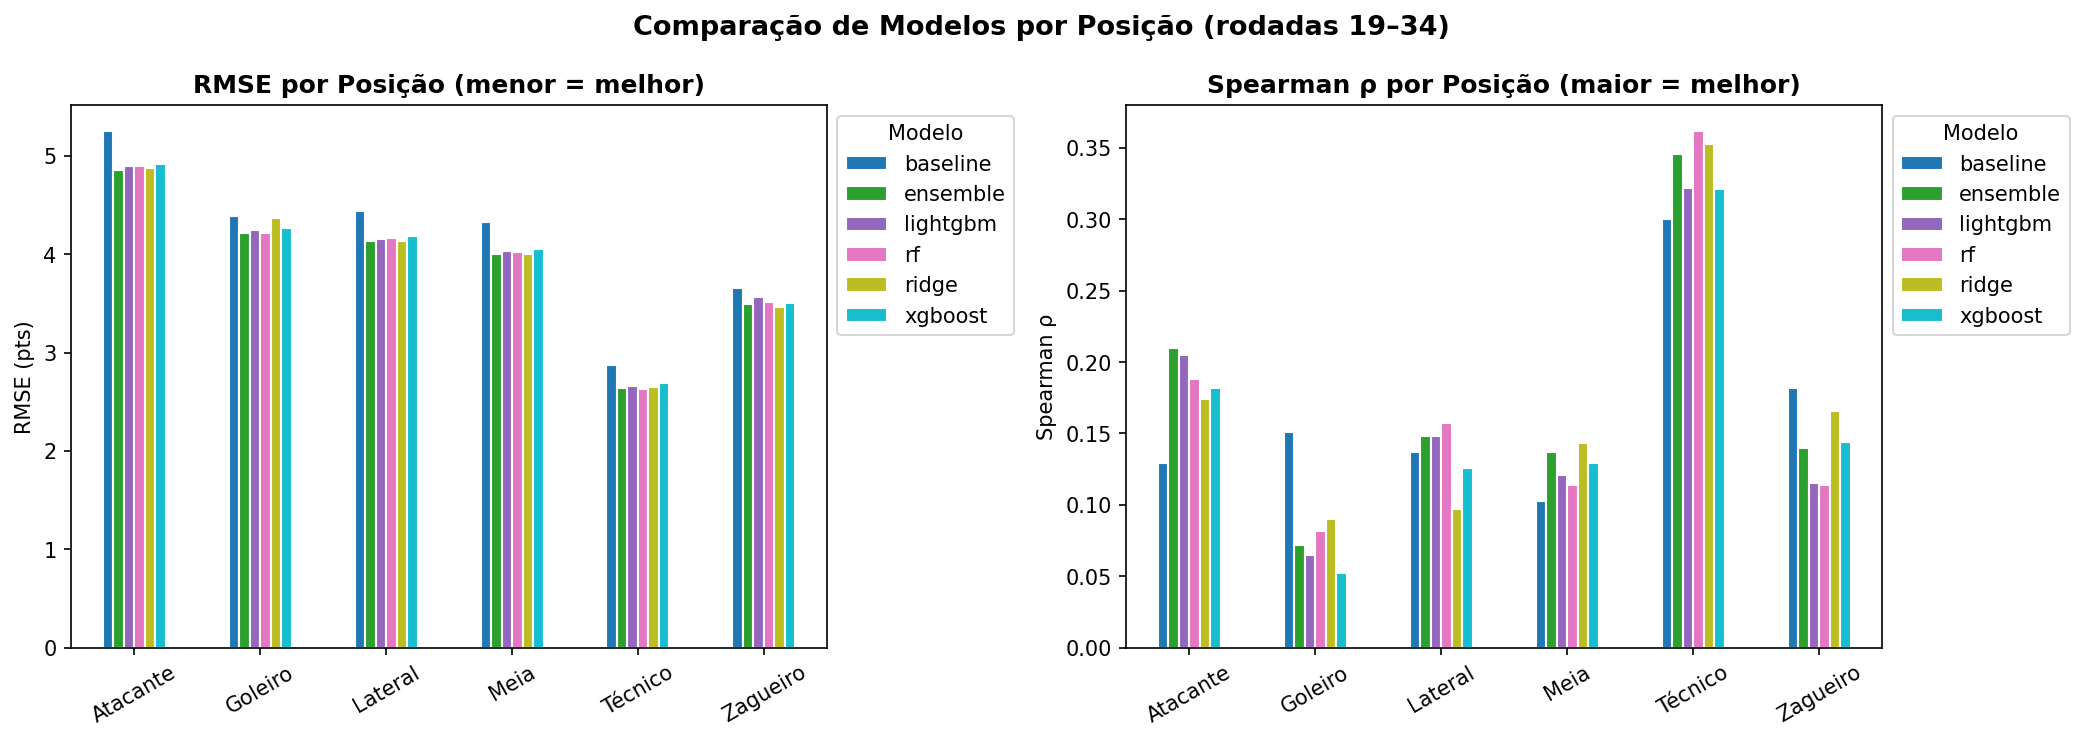 Comparação de Modelos por Posição (rodadas 19–34)
RMSE por Posição (menor = melhor)
RMSE (pts)
5
4
3
2
1
0
Atacante
Goleiro
Lateral
Meia
Técnico
Zagueiro
Modelo
baseline
ensemble
lightgbm
rf
ridge
xgboost
Spearman ρ por Posição (maior = melhor)
Spearman ρ
0.35
0.30
0.25
0.20
0.15
0.10
0.05
0.00
Atacante
Goleiro
Lateral
Meia
Técnico
Zagueiro
Modelo
baseline
ensemble
lightgbm
rf
ridge
xgboost